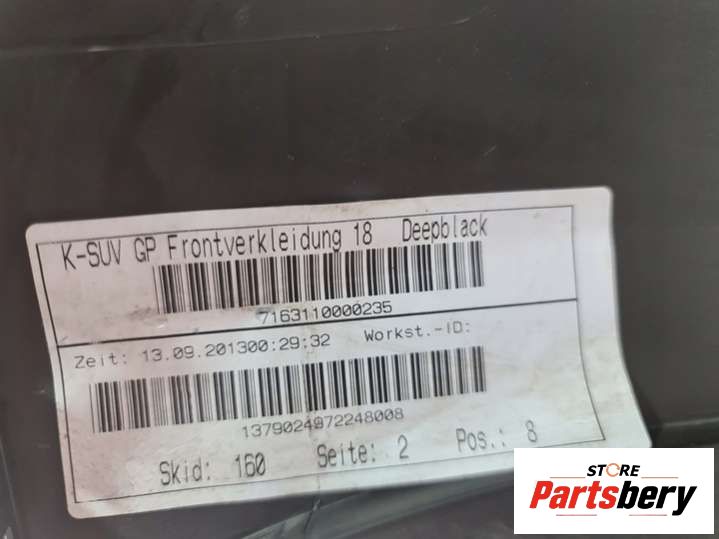 K-SUV GP Frontverkleidung 18 Deepblack
7163110000235
Zeit: 13.09.201300:29:32 Workst.-ID:
1379024972248008
Skid: 160 Seite: 2 Pos.: 8
STORE
Partsbery